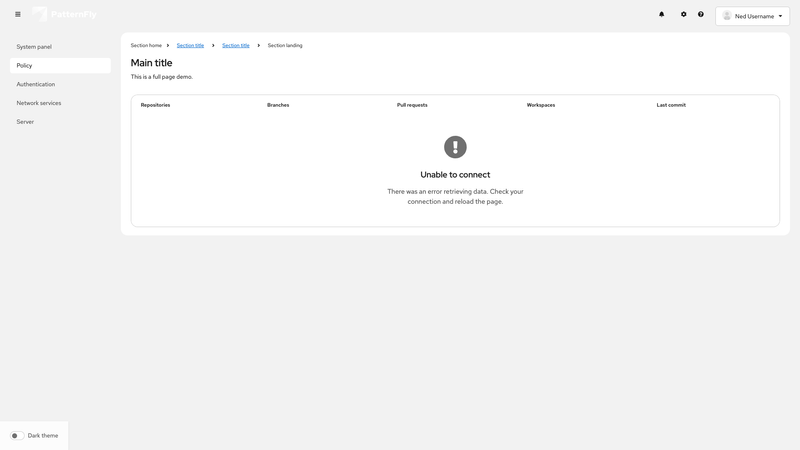 PatternFly
Ned Username
System panel
Policy
Authentication
Network services
Server
Section home
Section title
Section title
Section landing
Main title
This is a full page demo.
Repositories
Branches
Pull requests
Workspaces
Last commit
Unable to connect
There was an error retrieving data. Check your
connection and reload the page.
Dark theme